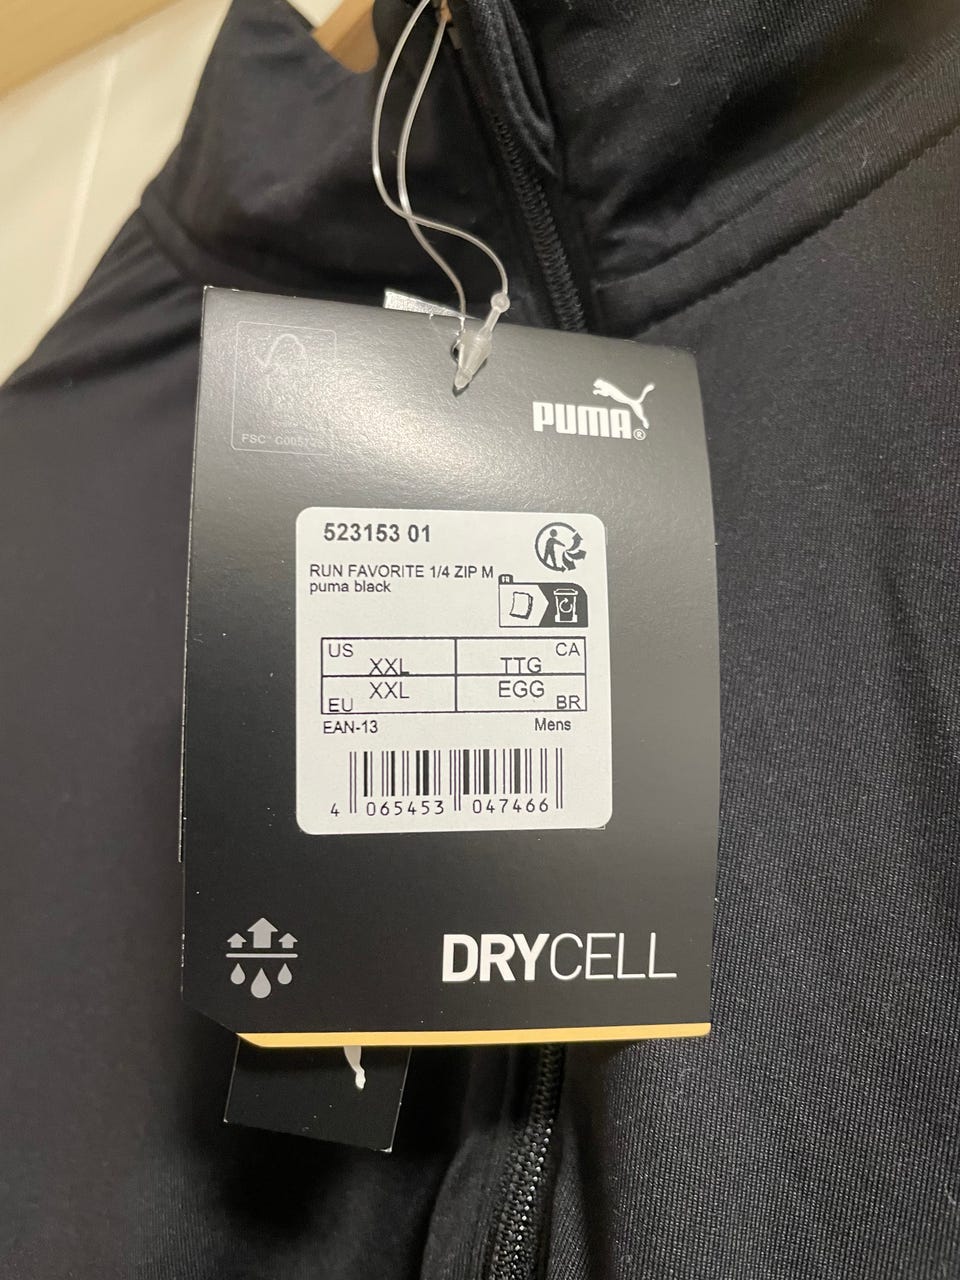 PUMA®
523153 01
RUN FAVORITE 1/4 ZIP M
puma black
FR
US XXL TTG CA
EU XXL EGG BR
EAN-13 Mens
4 065453 047466
DRYCELL